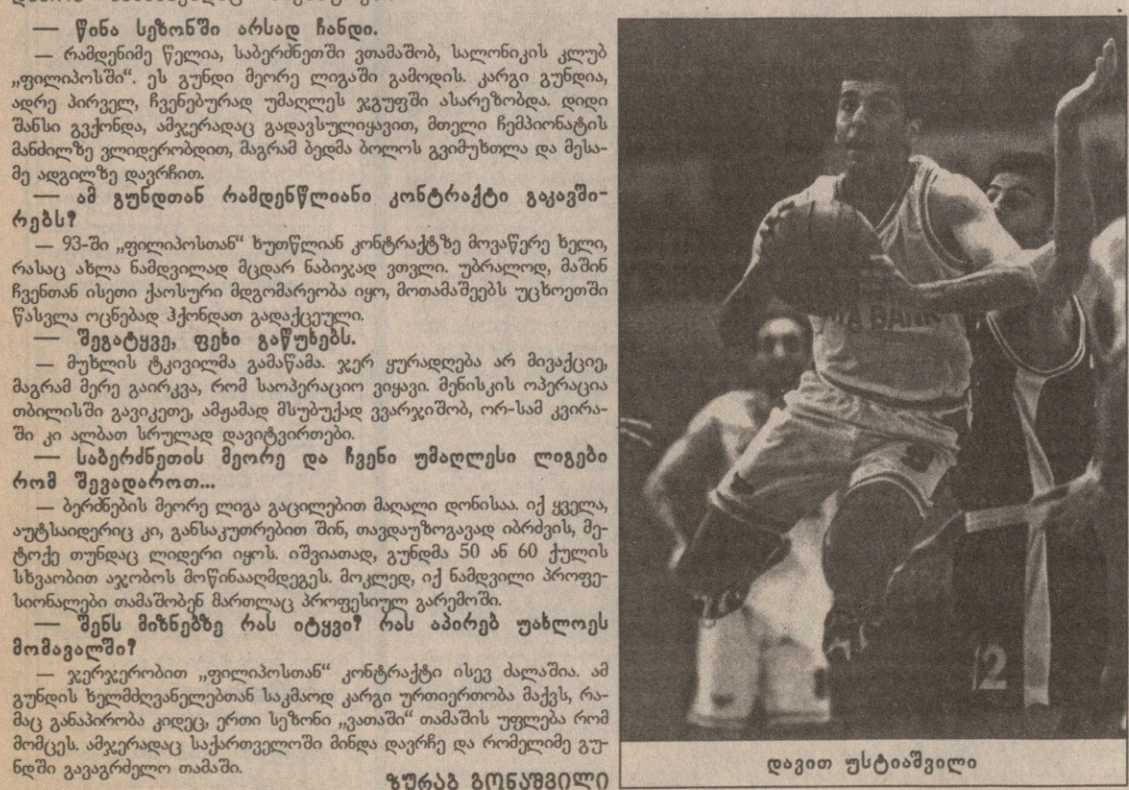 — წინა სეზონში არსად ჩანდი.
— რამდენიმე წელია, საბერძნეთში ვთამაშობ, სალონიკის კლუბ
„ფილიპოსში“. ეს გუნდი მეორე ლიგაში გამოდის. კარგი გუნდია,
ადრე პირველ, ჩვენებურად უმაღლეს ჯგუფში ასარეზობდა. დიდი
შანსი გვქონდა, ამჯერადაც გადავსულიყავით, მთელი ჩემპიონატის
მანძილზე ვლიდერობდით, მაგრამ ბედმა ბოლოს გვიმუხთლა და მესა-
მე ადგილზე დავრჩით.
— ამ გუნდთან რამდენწლიანი კონტრაქტი გაკავში-
რებს?
— 93-ში „ფილიპოსთან“ ხუთწლიან კონტრაქტზე მოვაწერე ხელი,
რასაც ახლა ნამდვილად მცდარ ნაბიჯად ვთვლი. უბრალოდ, მაშინ
ჩვენთან ისეთი ქაოსური მდგომარეობა იყო, მოთამაშეებს უცხოეთში
წასვლა ოცნებად ჰქონდათ გადაქცეული.
— შეგატყვე, ფეხი გაწუხებს.
— მუხლის ტკივილმა გამაწამა. ჯერ ყურადღება არ მივაქციე,
მაგრამ მერე გაირკვა, რომ საოპერაციო ვიყავი. მენისკის ოპერაცია
თბილისში გავიკეთე, ამჟამად მსუბუქად ვვარჯიშობ, ორ-სამ კვირა-
ში კი ალბათ სრულად დავიტვირთები.
— საბერძნეთის მეორე და ჩვენი უმაღლესი ლიგები
რომ შევადაროთ...
— ბერძნების მეორე ლიგა გაცილებით მაღალი დონისაა. იქ ყველა,
აუტსაიდერიც კი, განსაკუთრებით შინ, თავდაუზოგავად იბრძვის, მე-
ტოქე თუნდაც ლიდერი იყოს. იშვიათად, გუნდმა 50 ან 60 ქულის
სხვაობით აჯობოს მოწინააღმდეგეს. მოკლედ, იქ ნამდვილი პროფე-
სიონალები თამაშობენ მართლაც პროფესიულ გარემოში.
— შენს მიზნებზე რას იტყვი? რას აპირებ უახლოეს
მომავალში?
— ჯერჯერობით „ფილიპოსთან“ კონტრაქტი ისევ ძალაშია. ამ
გუნდის ხელმძღვანელებთან საკმაოდ კარგი ურთიერთობა მაქვს, რა-
მაც განაპირობა კიდეც, ერთი სეზონი „ვათაში“ თამაშის უფლება რომ
მომცეს. ამჯერადაც საქართველოში მინდა დავრჩე და რომელიმე გუ-
ნდში გავაგრძელო თამაში.
ზურაგ გონაშვილი
BANK
12
დავით უსტიაშვილი